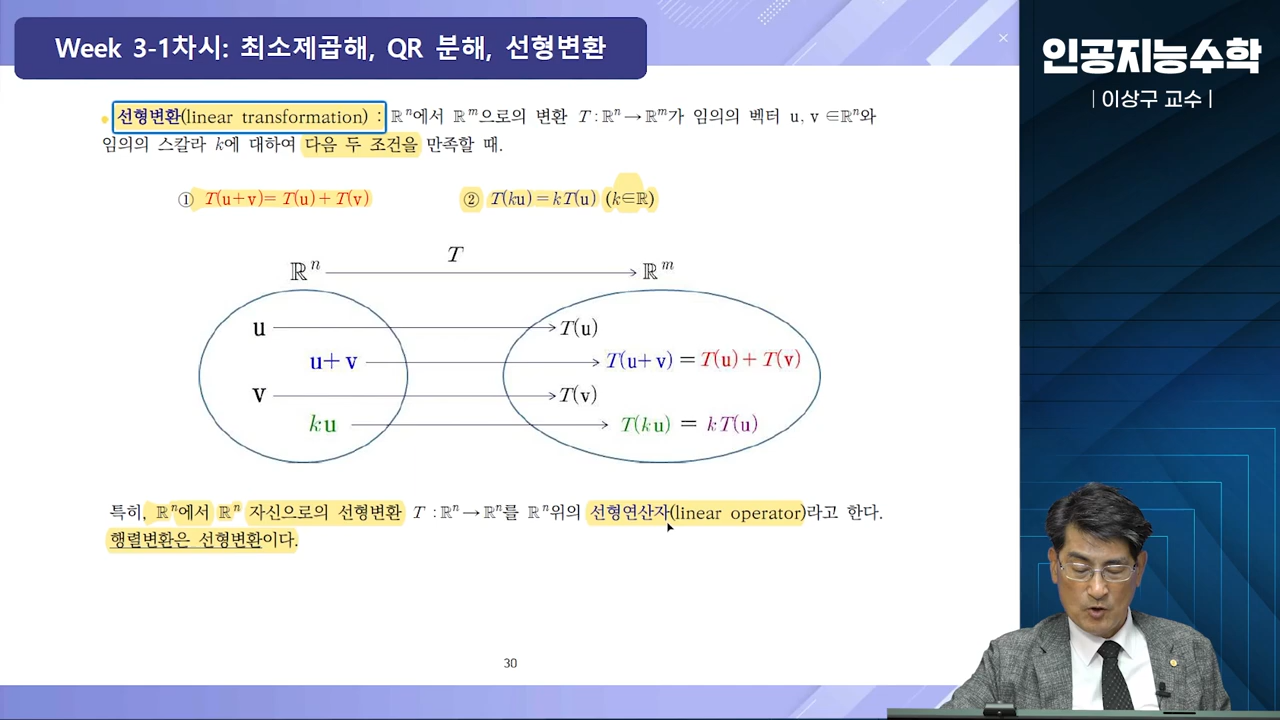 Week 3-1차시: 최소제곱해, QR 분해, 선형변환
×
인공지능수학
| 이상구 교수 |
• 선형변환(linear transformation) : ℝⁿ에서 ℝᵐ으로의 변환 T : ℝⁿ → ℝᵐ가 임의의 벡터 u, v ∈ℝⁿ와
임의의 스칼라 k에 대하여 다음 두 조건을 만족할 때.
① T(u+v)= T(u)+ T(v) ② T(ku)= kT(u) (k∈ℝ)
T
ℝⁿ ℝᵐ
u T(u)
u+ v T(u+ v) = T(u)+ T(v)
v T(v)
ku T(ku) = kT(u)
특히, ℝⁿ에서 ℝⁿ 자신으로의 선형변환 T : ℝⁿ→ℝⁿ를 ℝⁿ위의 선형연산자(linear operator)라고 한다.
행렬변환은 선형변환이다.
30